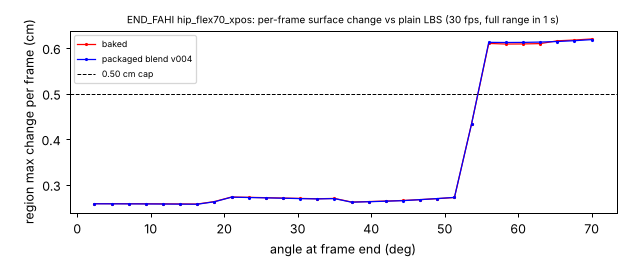 END_FAHI hip_flex70_xpos: per-frame surface change vs plain LBS (30 fps, full range in 1 s)
region max change per frame (cm)
0.6
0.5
0.4
0.3
baked
packaged blend v004
0.50 cm cap
0 10 20 30 40 50 60 70
angle at frame end (deg)